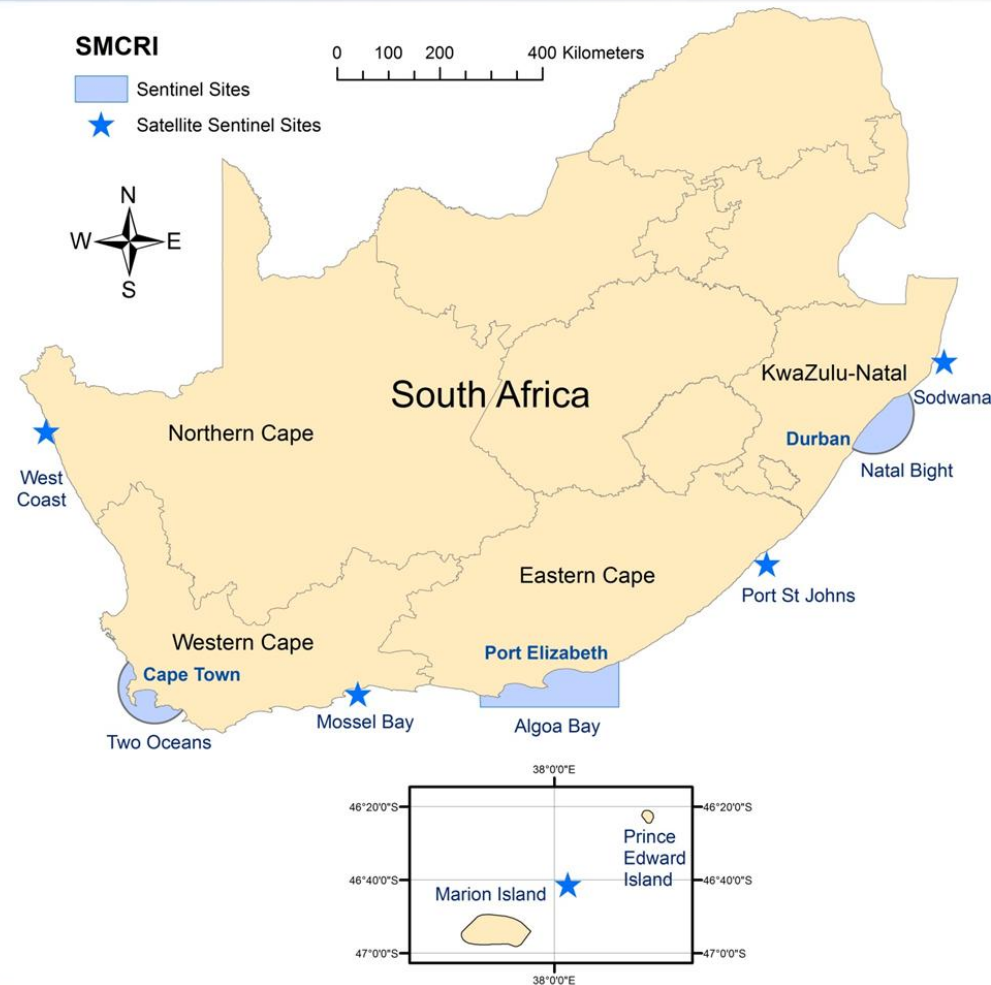 SMCRI
Sentinel Sites
Satellite Sentinel Sites
0 100 200 400 Kilometers
N
W E
S
South Africa
KwaZulu-Natal
Sodwana
Northern Cape
Durban
Natal Bight
West
Coast
Eastern Cape
Port St Johns
Western Cape
Port Elizabeth
Cape Town
Mossel Bay
Algoa Bay
Two Oceans
38°0'0"E
46°20'0"S 46°20'0"S
Prince
Edward
Island
46°40'0"S 46°40'0"S
Marion Island
47°0'0"S 47°0'0"S
38°0'0"E